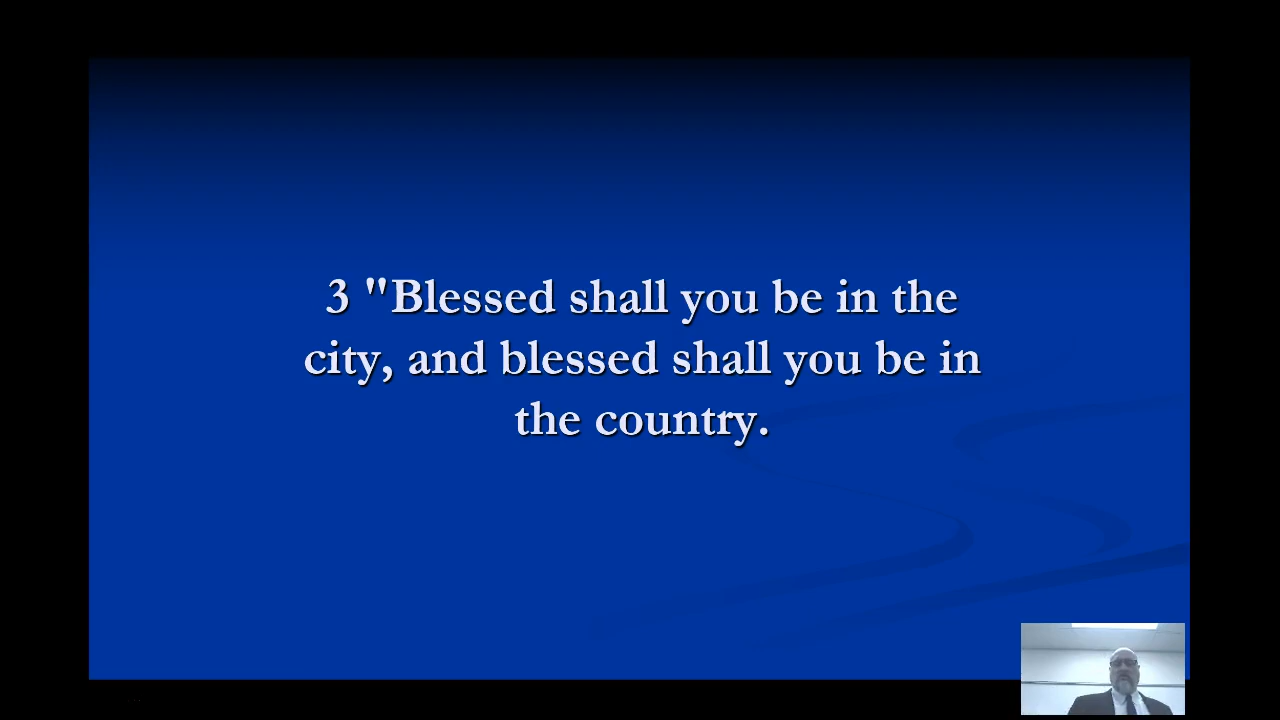 3 "Blessed shall you be in the
city, and blessed shall you be in
the country.